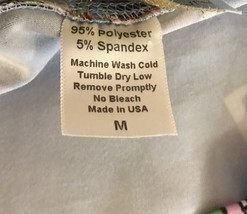 95% Polyester
5% Spandex
Machine Wash Cold
Tumble Dry Low
Remove Promptly
No Bleach
Made in USA
M